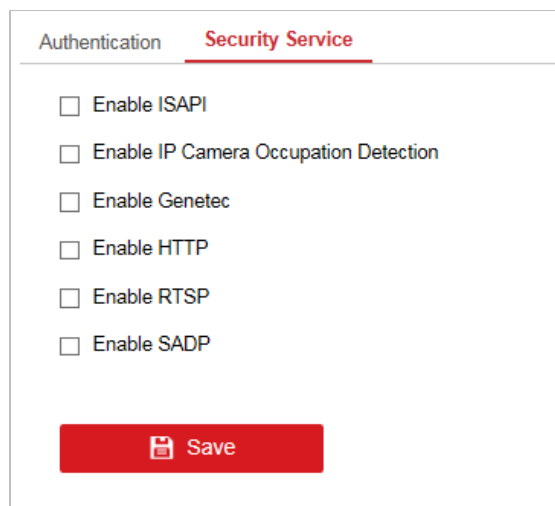 Authentication Security Service
Enable ISAPI
Enable IP Camera Occupation Detection
Enable Genetec
Enable HTTP
Enable RTSP
Enable SADP
Save